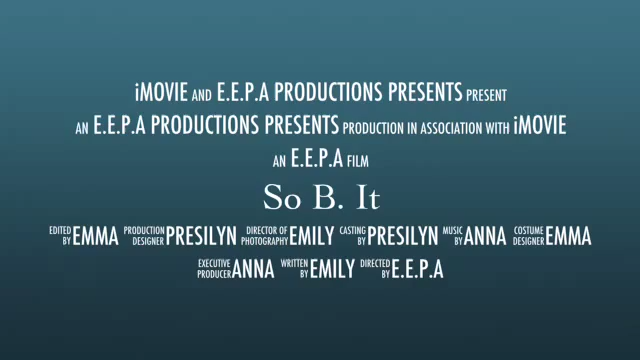 iMOVIE AND E.E.P.A PRODUCTIONS PRESENTS PRESENT
AN E.E.P.A PRODUCTIONS PRESENTS PRODUCTION IN ASSOCIATION WITH iMOVIE
AN E.E.P.A FILM
So B. It
EDITED BY EMMA PRODUCTION DESIGNER PRESILYN DIRECTOR OF PHOTOGRAPHY EMILY CASTING BY PRESILYN MUSIC BY ANNA COSTUME DESIGNER EMMA
EXECUTIVE PRODUCER ANNA WRITTEN BY EMILY DIRECTED BY E.E.P.A